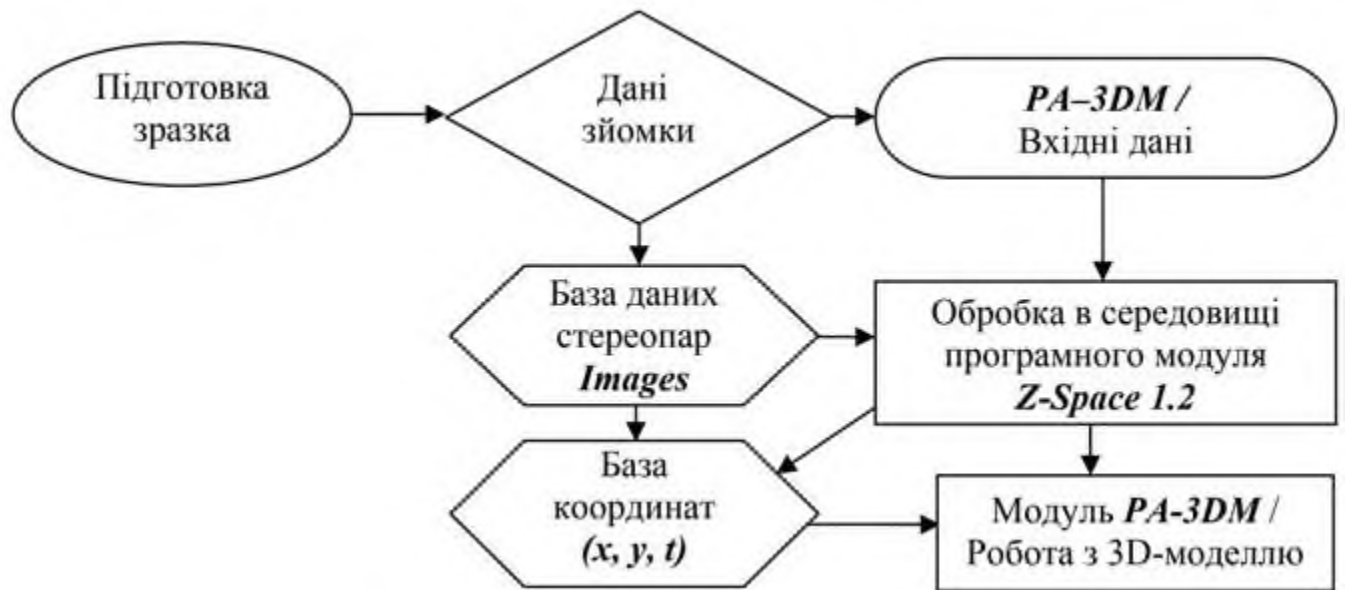 Підготовка
зразка
Дані
зйомки
PA–3DM /
Вхідні дані
База даних
стереопар
Images
Обробка в середовищі
програмного модуля
Z-Space 1.2
База
координат
(x, y, t)
Модуль PA-3DM /
Робота з 3D-моделлю